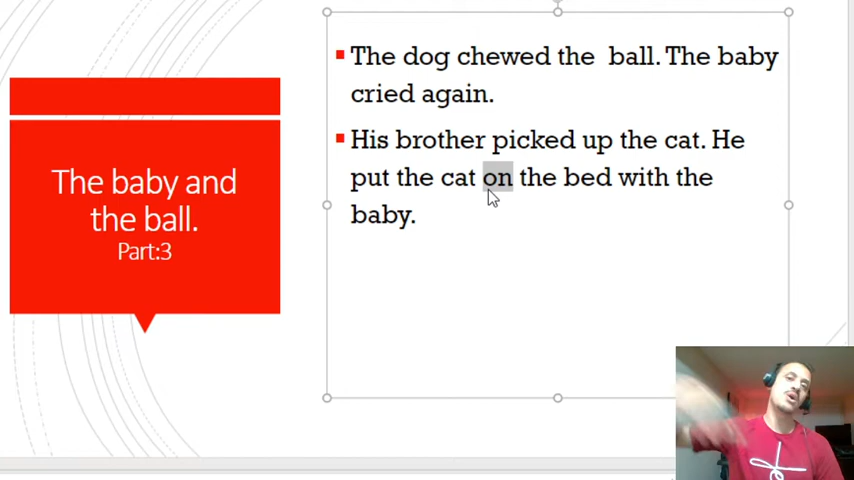 The baby and
the ball.
Part:3
The dog chewed the  ball. The baby
cried again.
His brother picked up the cat. He
put the cat on the bed with the
baby.